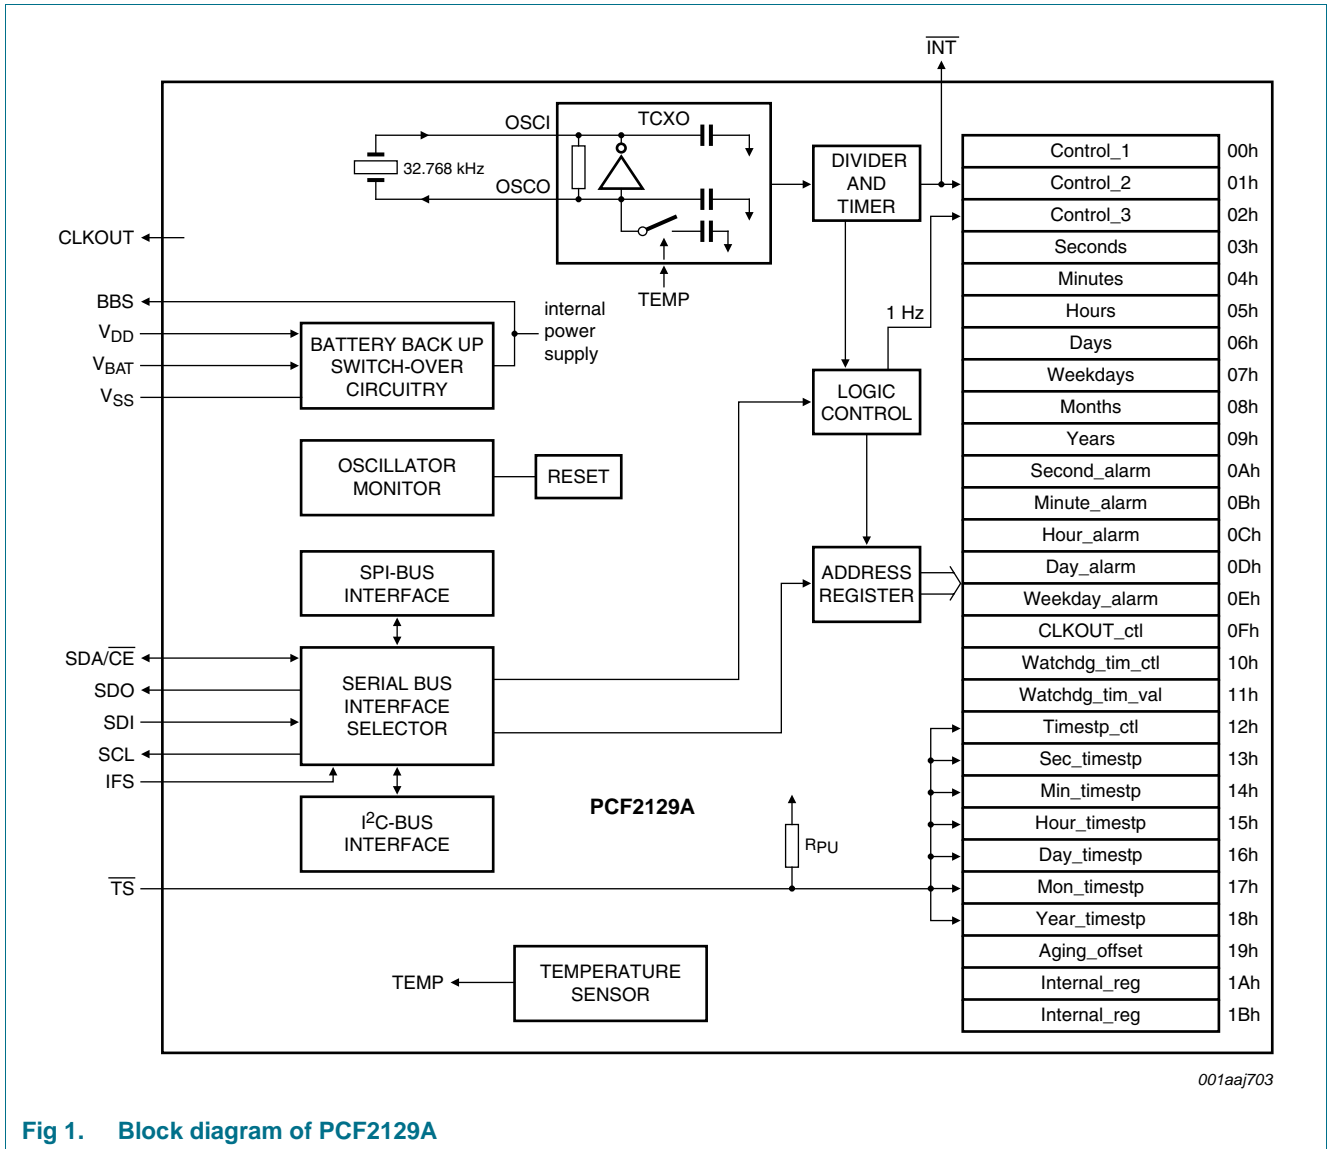 INT
OSCI
TCXO
32.768 kHz
OSCO
DIVIDER
AND
TIMER
CLKOUT
TEMP
BBS
VDD
VBAT
VSS
BATTERY BACK UP
SWITCH-OVER
CIRCUITRY
internal
power
supply
1 Hz
LOGIC
CONTROL
OSCILLATOR
MONITOR
RESET
SPI-BUS
INTERFACE
ADDRESS
REGISTER
SDA/CE
SDO
SDI
SCL
IFS
SERIAL BUS
INTERFACE
SELECTOR
I2C-BUS
INTERFACE
PCF2129A
RPU
TS
TEMP
TEMPERATURE
SENSOR
Control_1 00h
Control_2 01h
Control_3 02h
Seconds 03h
Minutes 04h
Hours 05h
Days 06h
Weekdays 07h
Months 08h
Years 09h
Second_alarm 0Ah
Minute_alarm 0Bh
Hour_alarm 0Ch
Day_alarm 0Dh
Weekday_alarm 0Eh
CLKOUT_ctl 0Fh
Watchdg_tim_ctl 10h
Watchdg_tim_val 11h
Timestp_ctl 12h
Sec_timestp 13h
Min_timestp 14h
Hour_timestp 15h
Day_timestp 16h
Mon_timestp 17h
Year_timestp 18h
Aging_offset 19h
Internal_reg 1Ah
Internal_reg 1Bh
001aaj703
Fig 1. Block diagram of PCF2129A